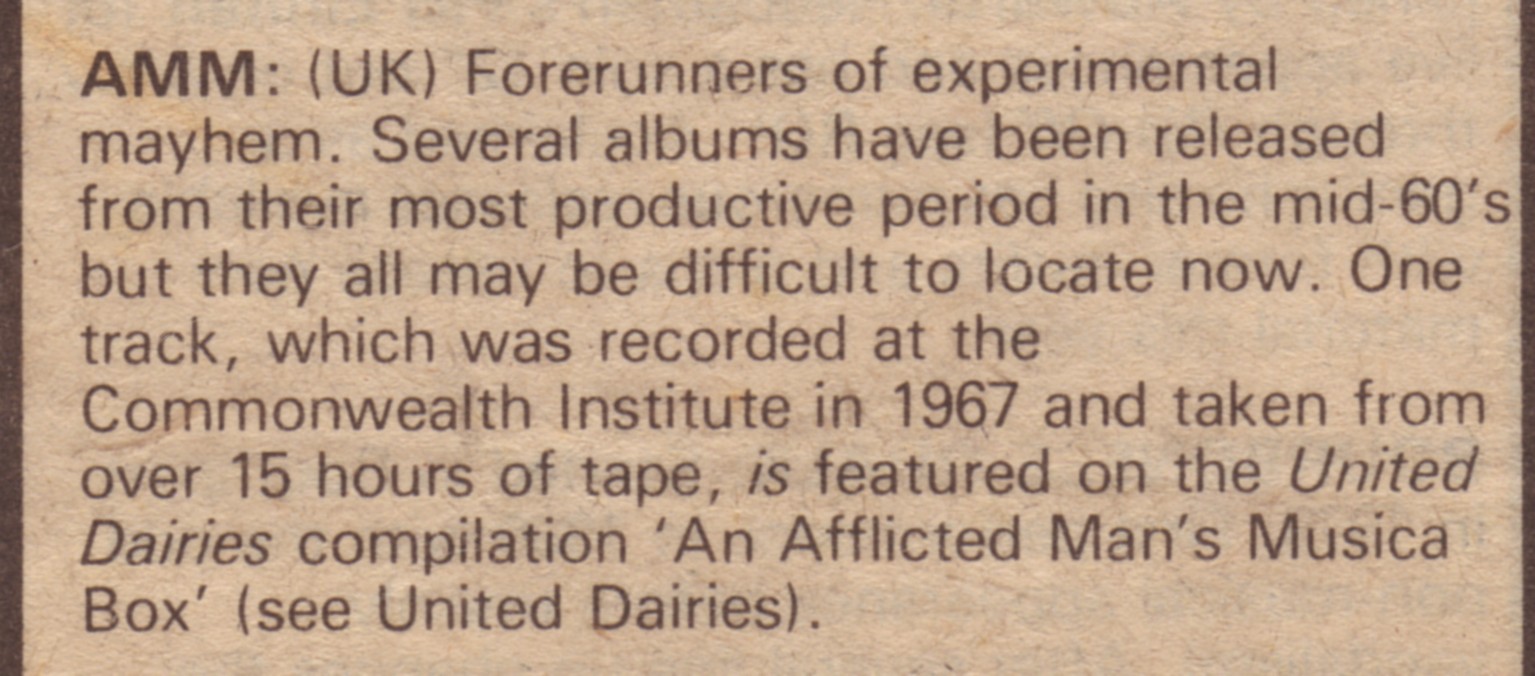 AMM: (UK) Forerunners of experimental
mayhem. Several albums have been released
from their most productive period in the mid-60's
but they all may be difficult to locate now. One
track, which was recorded at the
Commonwealth Institute in 1967 and taken from
over 15 hours of tape, is featured on the United
Dairies compilation 'An Afflicted Man's Musica
Box' (see United Dairies).